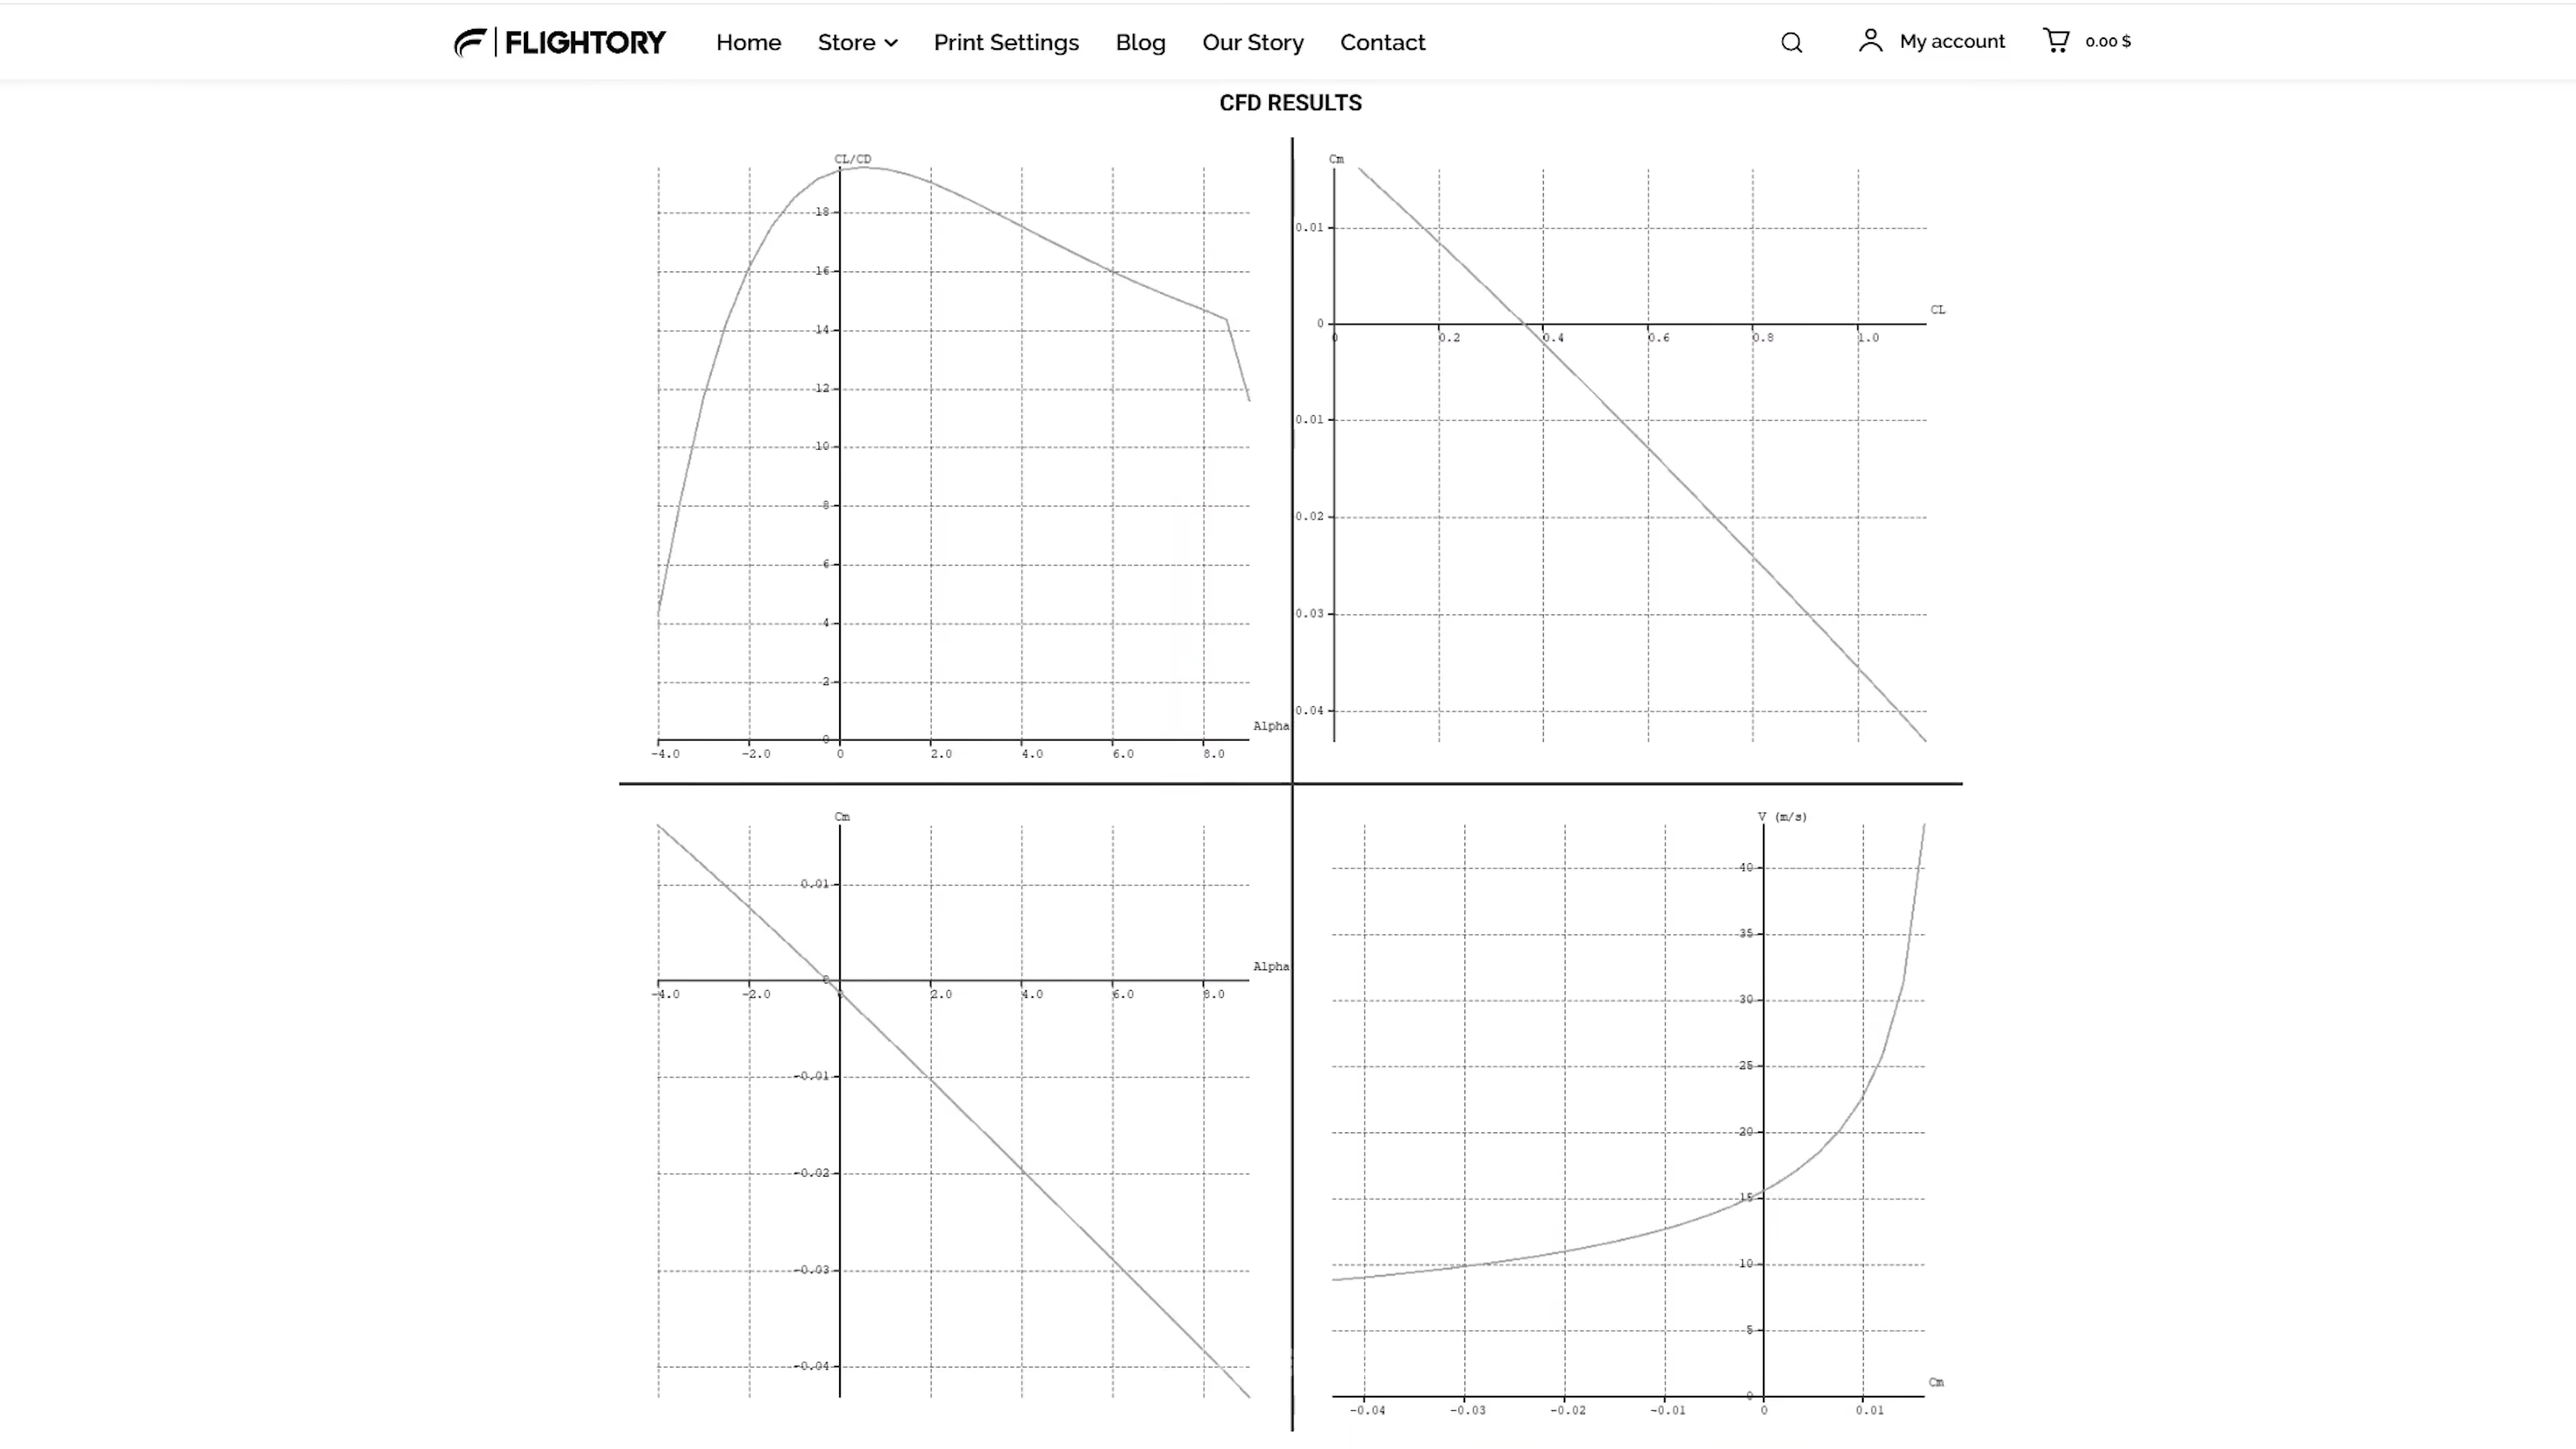 FLIGHTORY Home Store Print Settings Blog Our Story Contact My account 0.00 $
CFD RESULTS
CL/CD
18
16
14
12
10
8
6
4
2
0
Alpha
-4.0 -2.0 0 2.0 4.0 6.0 8.0
Cm
0.01
CL
0
0 0.2 0.4 0.6 0.8 1.0
0.01
0.02
0.03
0.04
Cm
0.01
Alpha
0
-4.0 -2.0 2.0 4.0 6.0 8.0
-0.01
-0.02
-0.03
-0.04
V (m/s)
40
35
30
25
20
15
10
5
Cm
0
-0.04 -0.03 -0.02 -0.01 0 0.01